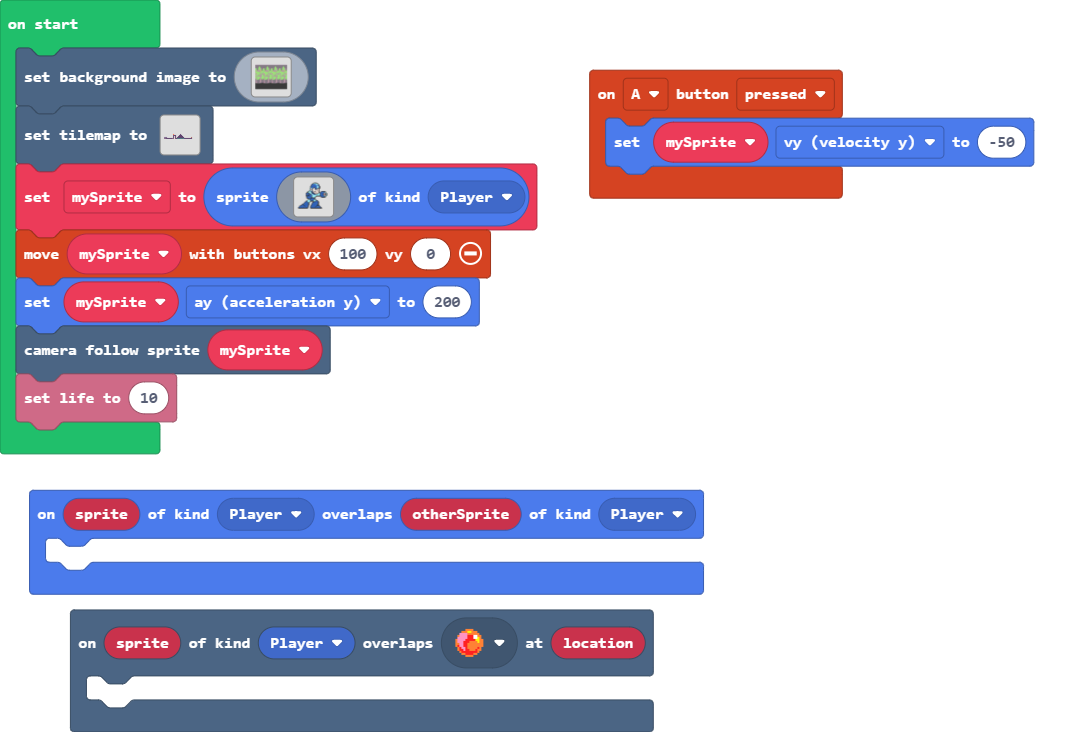 on start
set background image to
set tilemap to
set mySprite to sprite of kind Player
move mySprite with buttons vx 100 vy 0
set mySprite ay (acceleration y) to 200
camera follow sprite mySprite
set life to 10
on A button pressed
set mySprite vy (velocity y) to -50
on sprite of kind Player overlaps otherSprite of kind Player
on sprite of kind Player overlaps at location